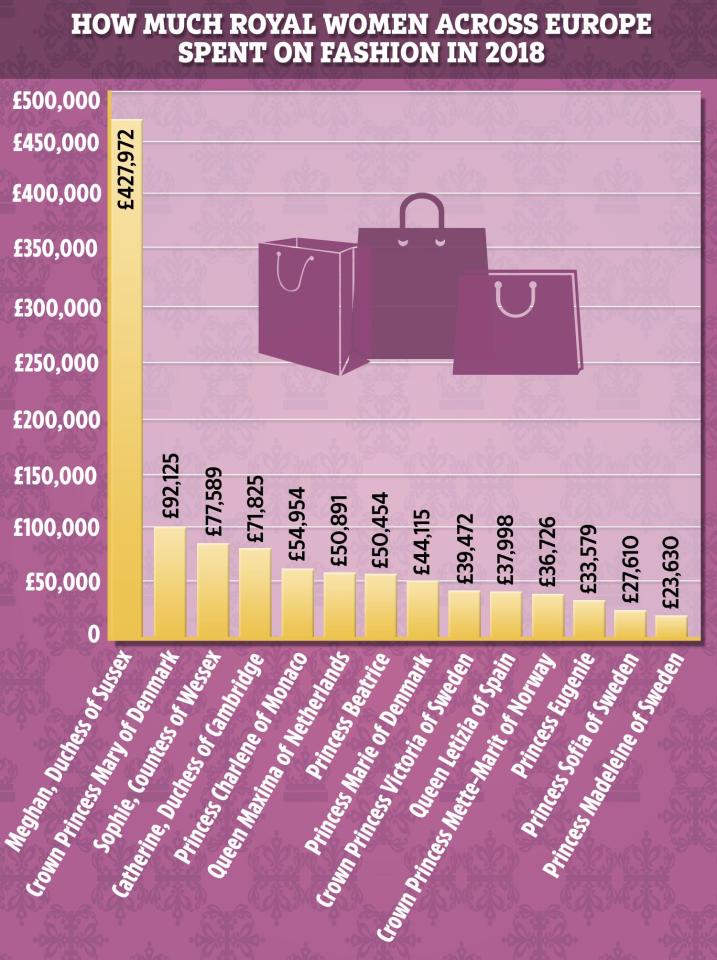 HOW MUCH ROYAL WOMEN ACROSS EUROPE
SPENT ON FASHION IN 2018
£500,000
£450,000
£400,000
£350,000
£300,000
£250,000
£200,000
£150,000
£100,000
£50,000
0
£427,972
£92,125
£77,589
£71,825
£54,954
£50,891
£50,454
£44,115
£39,472
£37,998
£36,726
£33,579
£27,610
£23,630
Meghan, Duchess of Sussex
Crown Princess Mary of Denmark
Sophie, Countess of Wessex
Catherine, Duchess of Cambridge
Princess Charlene of Monaco
Queen Maxima of Netherlands
Princess Beatrice
Princess Marie of Denmark
Crown Princess Victoria of Sweden
Queen Letizia of Spain
Crown Princess Mette-Marit of Norway
Princess Eugenie
Princess Sofia of Sweden
Princess Madeleine of Sweden